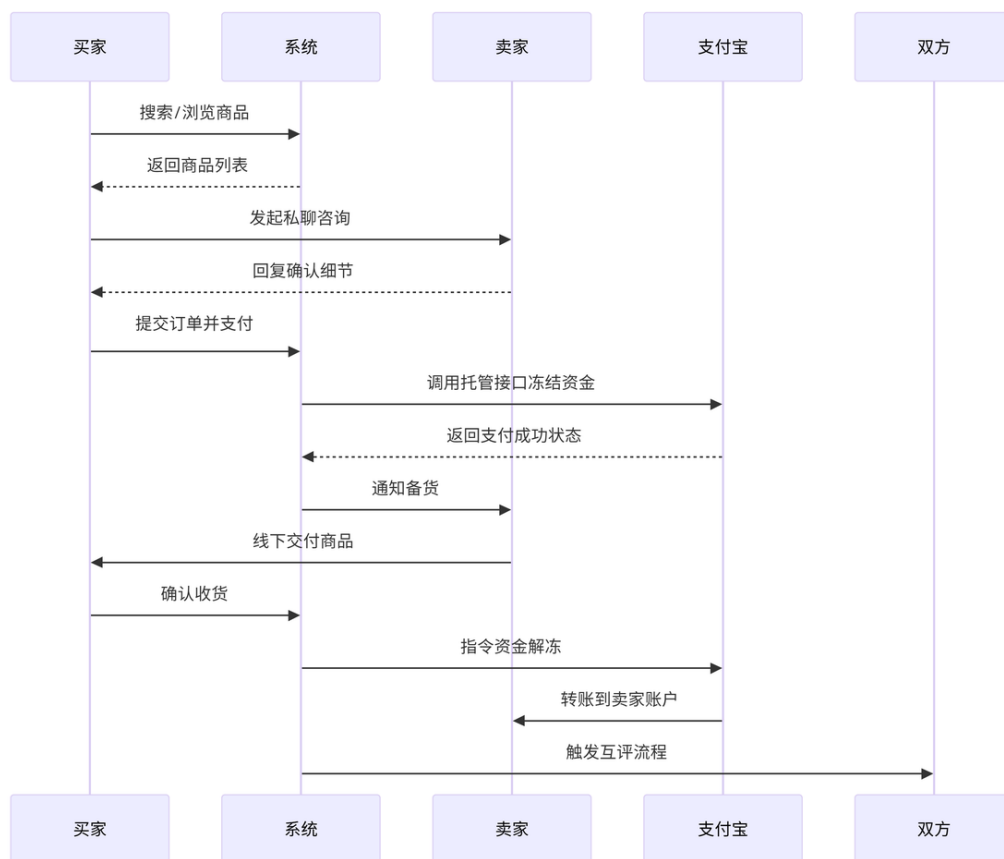 买家 系统 卖家 支付宝 双方
搜索/浏览商品
返回商品列表
发起私聊咨询
回复确认细节
提交订单并支付
调用托管接口冻结资金
返回支付成功状态
通知备货
线下交付商品
确认收货
指令资金解冻
转账到卖家账户
触发互评流程
买家 系统 卖家 支付宝 双方